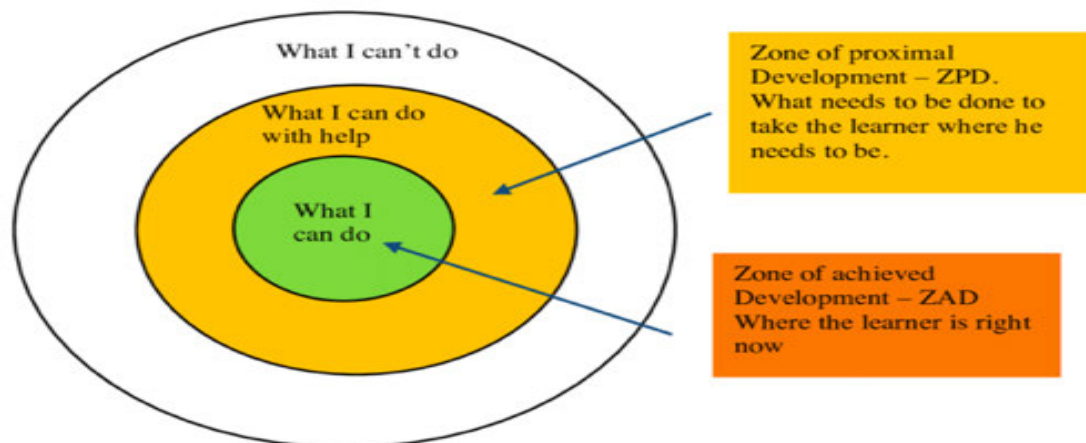 What I can't do
What I can do
with help
What I
can do
Zone of proximal
Development – ZPD.
What needs to be done to
take the learner where he
needs to be.
Zone of achieved
Development – ZAD
Where the learner is right
now